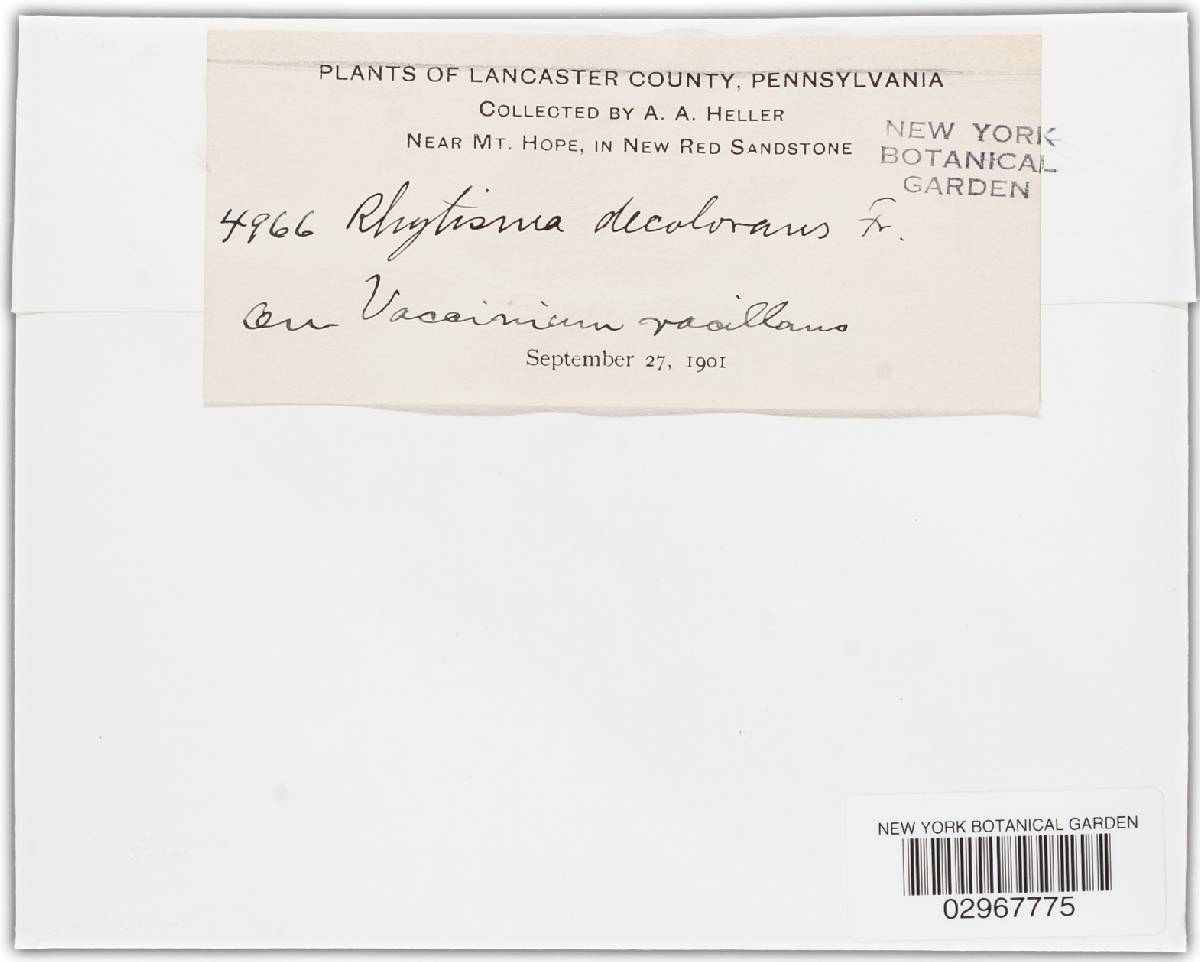 PLANTS OF LANCASTER COUNTY, PENNSYLVANIA
COLLECTED BY A. A. HELLER
NEAR MT. HOPE, IN NEW RED SANDSTONE
NEW YORK
BOTANICAL
GARDEN
4966 Rhytisma decolorans Fr.
on Vaccinium vacillans
September 27, 1901
NEW YORK BOTANICAL GARDEN
02967775